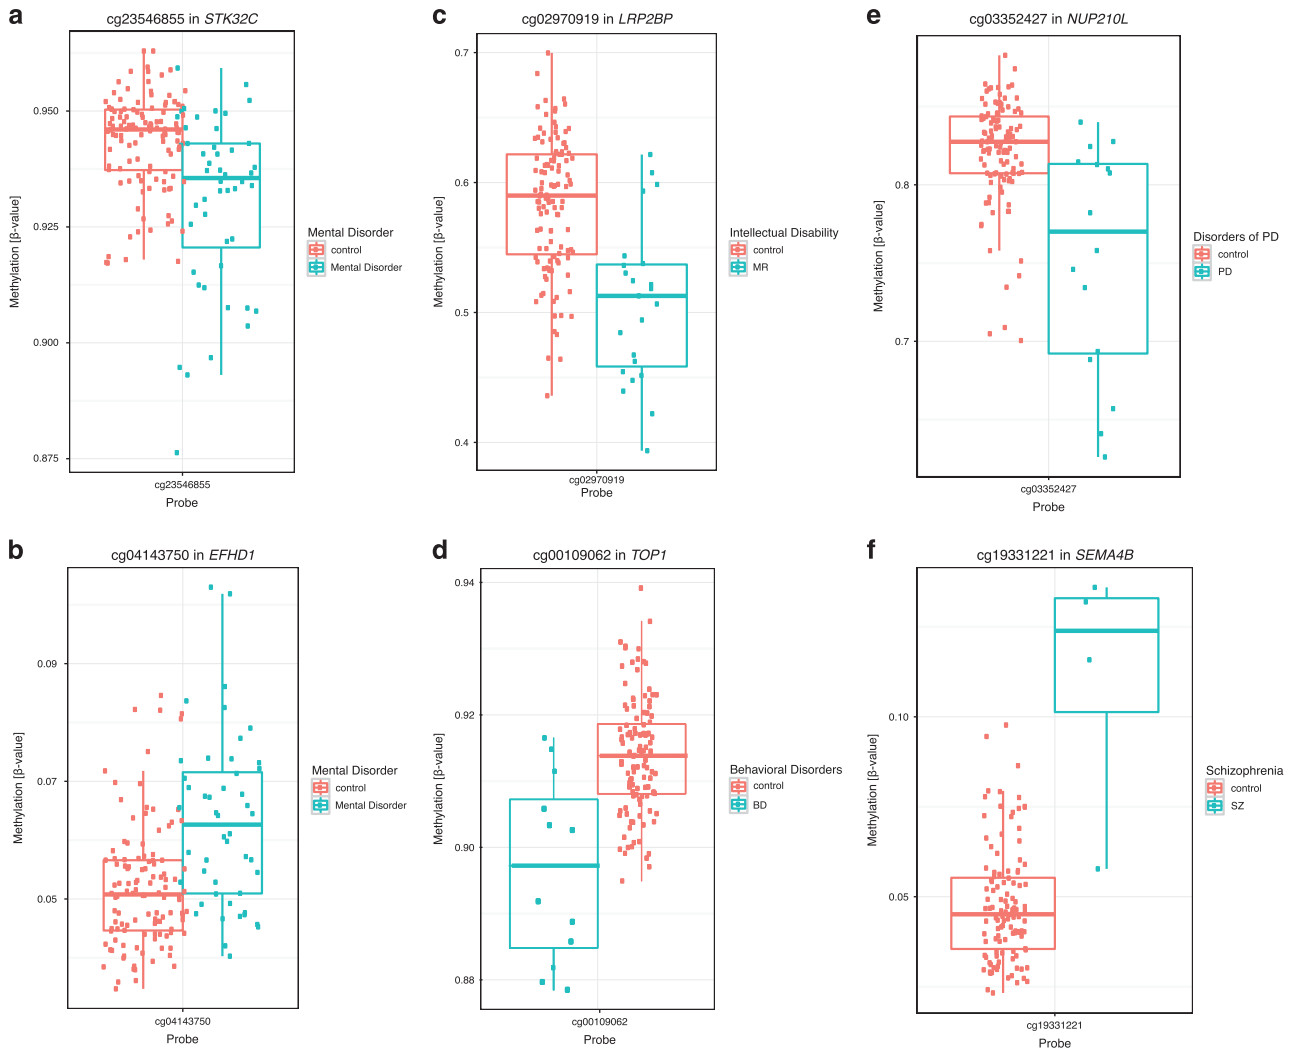 a
cg23546855 in STK32C
0.950
0.925
0.900
0.875
Methylation [β-value]
cg23546855
Probe
Mental Disorder
control
Mental Disorder
c
cg02970919 in LRP2BP
0.7
0.6
0.5
0.4
Methylation [β-value]
cg02970919
Probe
Intellectual Disability
control
MR
e
cg03352427 in NUP210L
0.8
0.7
Methylation [β-value]
cg03352427
Probe
Disorders of PD
control
PD
b
cg04143750 in EFHD1
0.09
0.07
0.05
Methylation [β-value]
cg04143750
Probe
Mental Disorder
control
Mental Disorder
d
cg00109062 in TOP1
0.94
0.92
0.90
0.88
Methylation [β-value]
cg00109062
Probe
Behavioral Disorders
control
BD
f
cg19331221 in SEMA4B
0.10
0.05
Methylation [β-value]
cg19331221
Probe
Schizophrenia
control
SZ